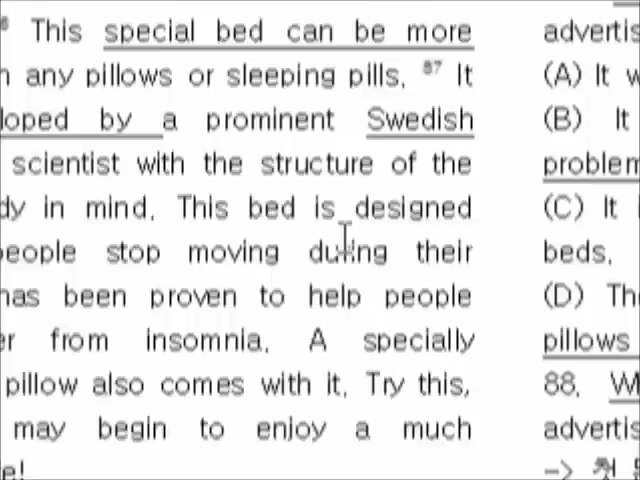 This special bed can be more
any pillows or sleeping pills. 87 It
loped by a prominent Swedish
scientist with the structure of the
dy in mind. This bed is designed
people stop moving during their
has been proven to help people
er from insomnia. A specially
pillow also comes with it. Try this,
may begin to enjoy a much
e!
advertis
(A) It w
(B) It
problem
(C) It
beds.
(D) Th
pillows
88. W
advertis
-> 첫